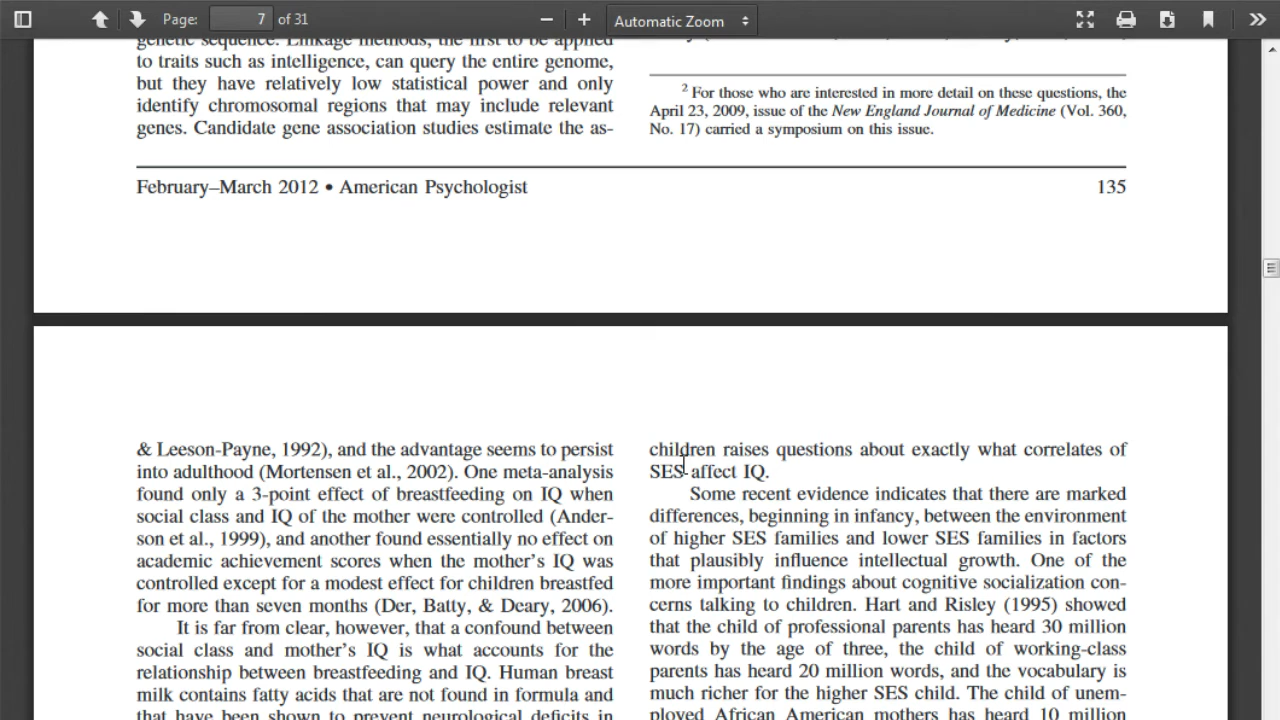 Page: 7 of 31 Automatic Zoom
genetic sequence. Linkage methods, the first to be applied
to traits such as intelligence, can query the entire genome,
but they have relatively low statistical power and only
identify chromosomal regions that may include relevant
genes. Candidate gene association studies estimate the as-
2 For those who are interested in more detail on these questions, the
April 23, 2009, issue of the New England Journal of Medicine (Vol. 360,
No. 17) carried a symposium on this issue.
February–March 2012 • American Psychologist 135
& Leeson-Payne, 1992), and the advantage seems to persist
into adulthood (Mortensen et al., 2002). One meta-analysis
found only a 3-point effect of breastfeeding on IQ when
social class and IQ of the mother were controlled (Ander-
son et al., 1999), and another found essentially no effect on
academic achievement scores when the mother's IQ was
controlled except for a modest effect for children breastfed
for more than seven months (Der, Batty, & Deary, 2006).
It is far from clear, however, that a confound between
social class and mother's IQ is what accounts for the
relationship between breastfeeding and IQ. Human breast
milk contains fatty acids that are not found in formula and
that have been shown to prevent neurological deficits in
children raises questions about exactly what correlates of
SES affect IQ.
Some recent evidence indicates that there are marked
differences, beginning in infancy, between the environment
of higher SES families and lower SES families in factors
that plausibly influence intellectual growth. One of the
more important findings about cognitive socialization con-
cerns talking to children. Hart and Risley (1995) showed
that the child of professional parents has heard 30 million
words by the age of three, the child of working-class
parents has heard 20 million words, and the vocabulary is
much richer for the higher SES child. The child of unem-
ployed African American mothers has heard 10 million